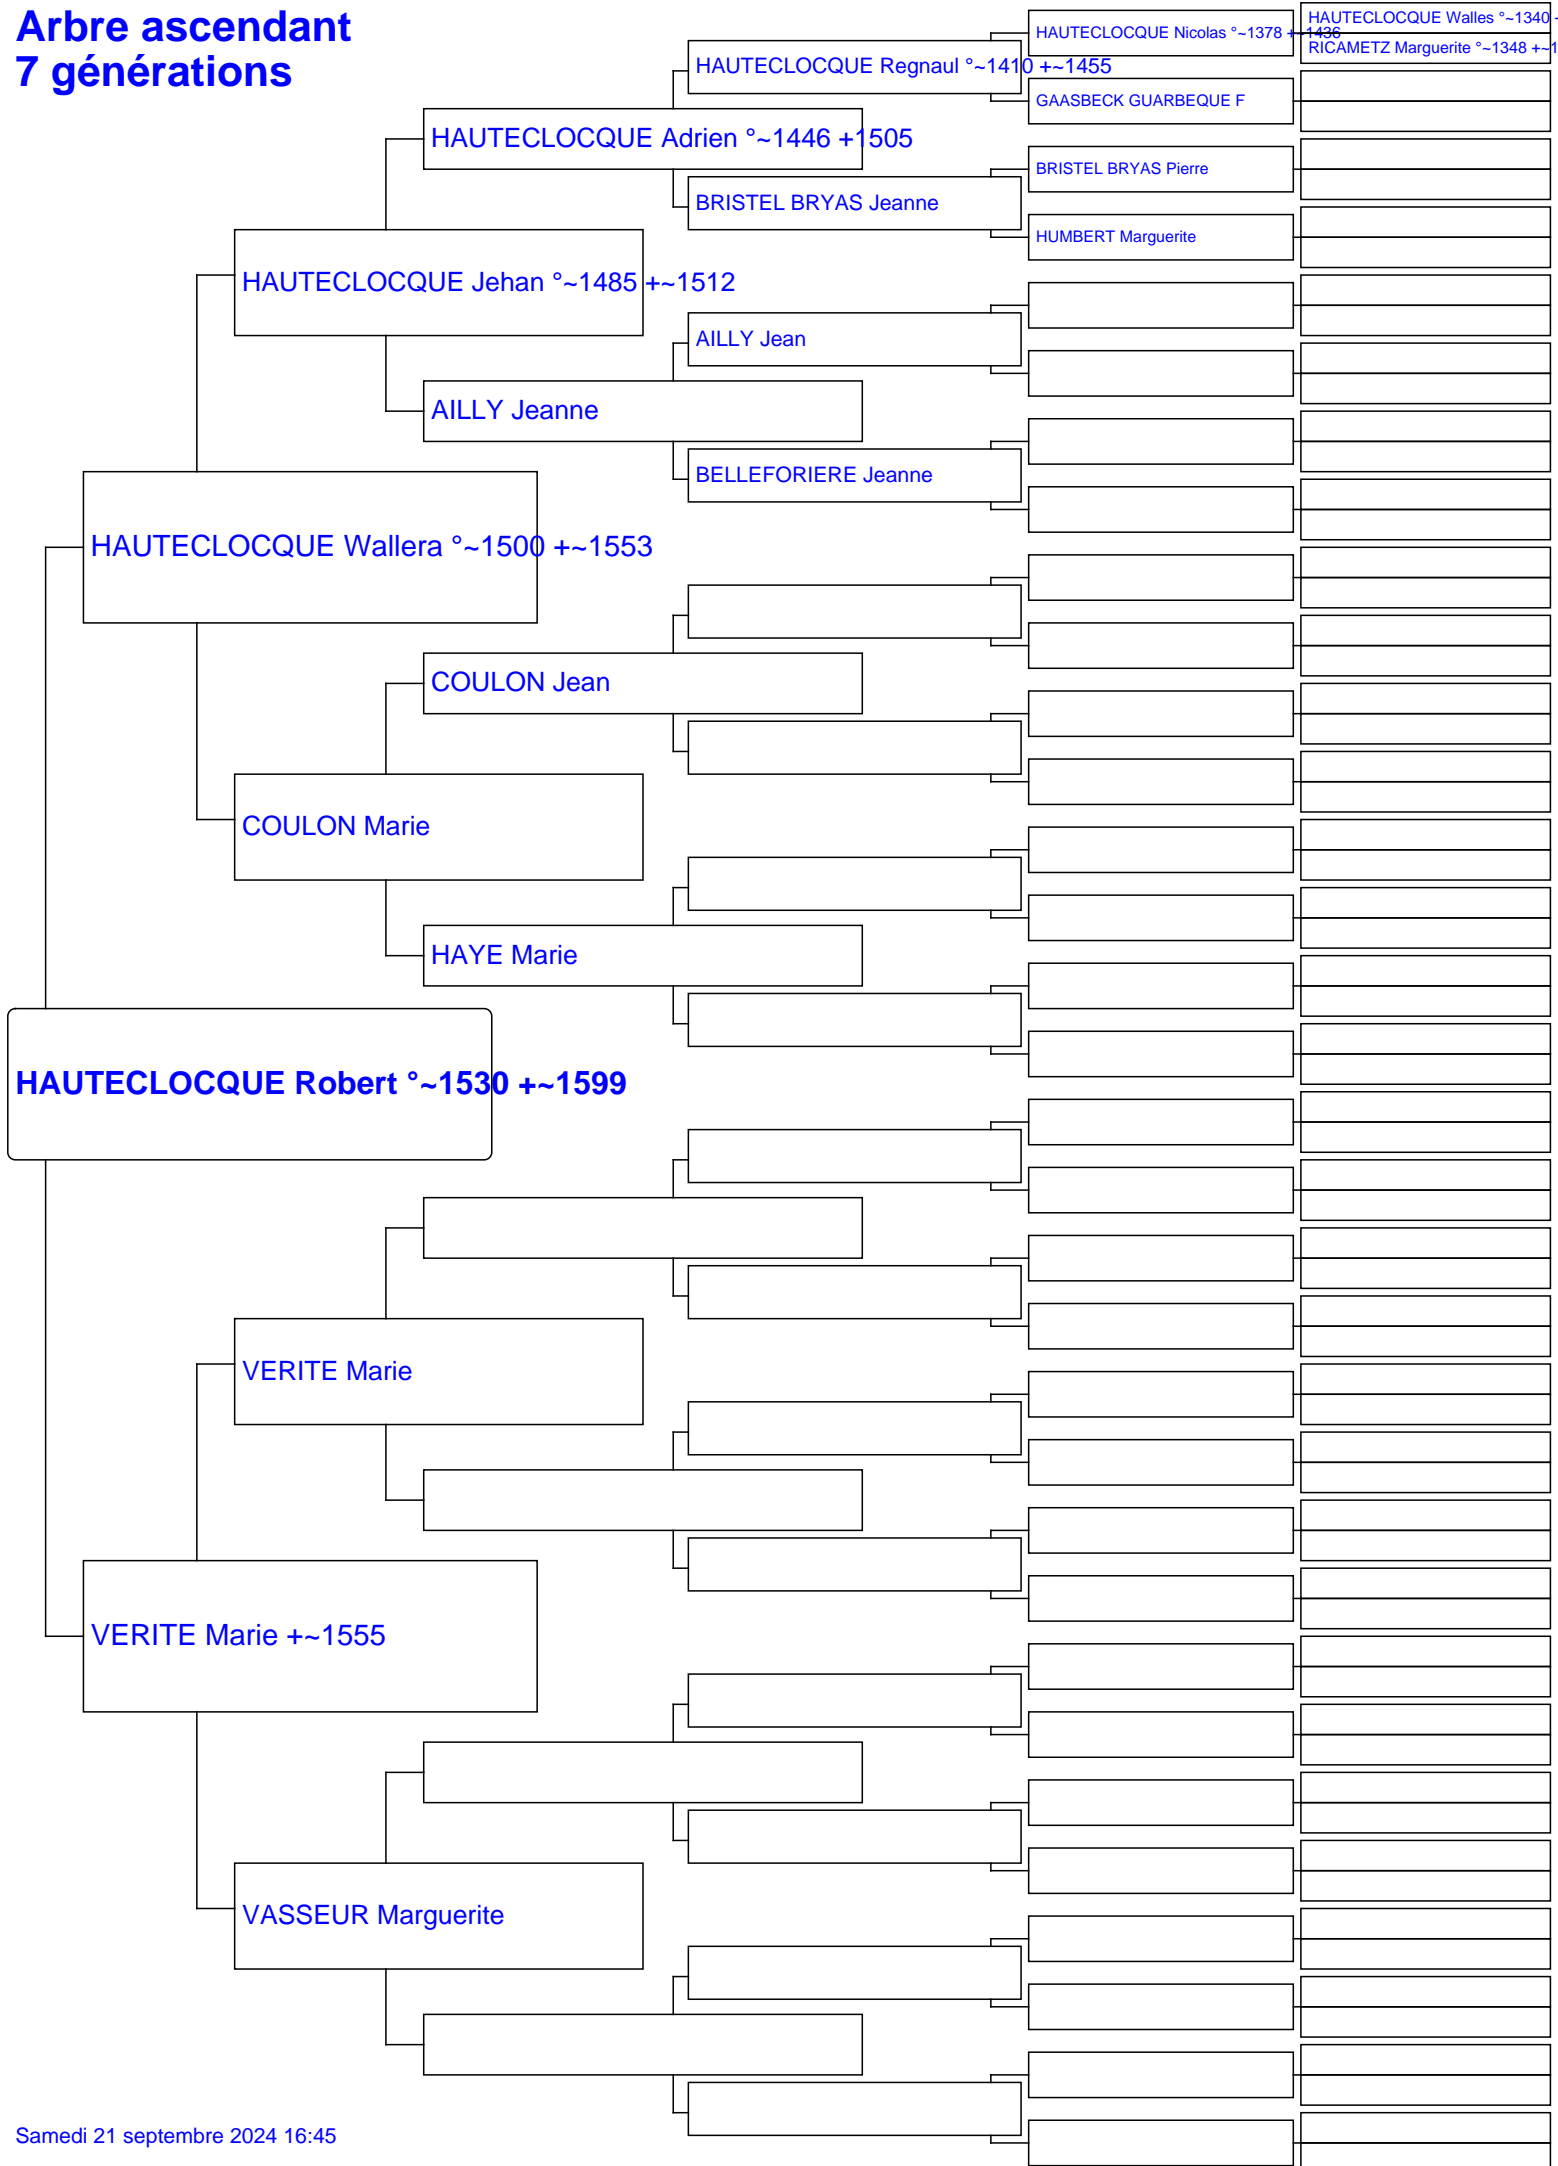 Arbre ascendant
7 générations
HAUTECLOCQUE Walles °~1340 +
HAUTECLOCQUE Nicolas °~1378 +~1436
RICAMETZ Marguerite °~1348 +~1
HAUTECLOCQUE Regnaul °~1410 +~1455
GAASBECK GUARBEQUE F
HAUTECLOCQUE Adrien °~1446 +1505
BRISTEL BRYAS Pierre
BRISTEL BRYAS Jeanne
HUMBERT Marguerite
HAUTECLOCQUE Jehan °~1485 +~1512
AILLY Jean
AILLY Jeanne
BELLEFORIERE Jeanne
HAUTECLOCQUE Wallera °~1500 +~1553
COULON Jean
COULON Marie
HAYE Marie
HAUTECLOCQUE Robert °~1530 +~1599
VERITE Marie
VERITE Marie +~1555
VASSEUR Marguerite
Samedi 21 septembre 2024 16:45